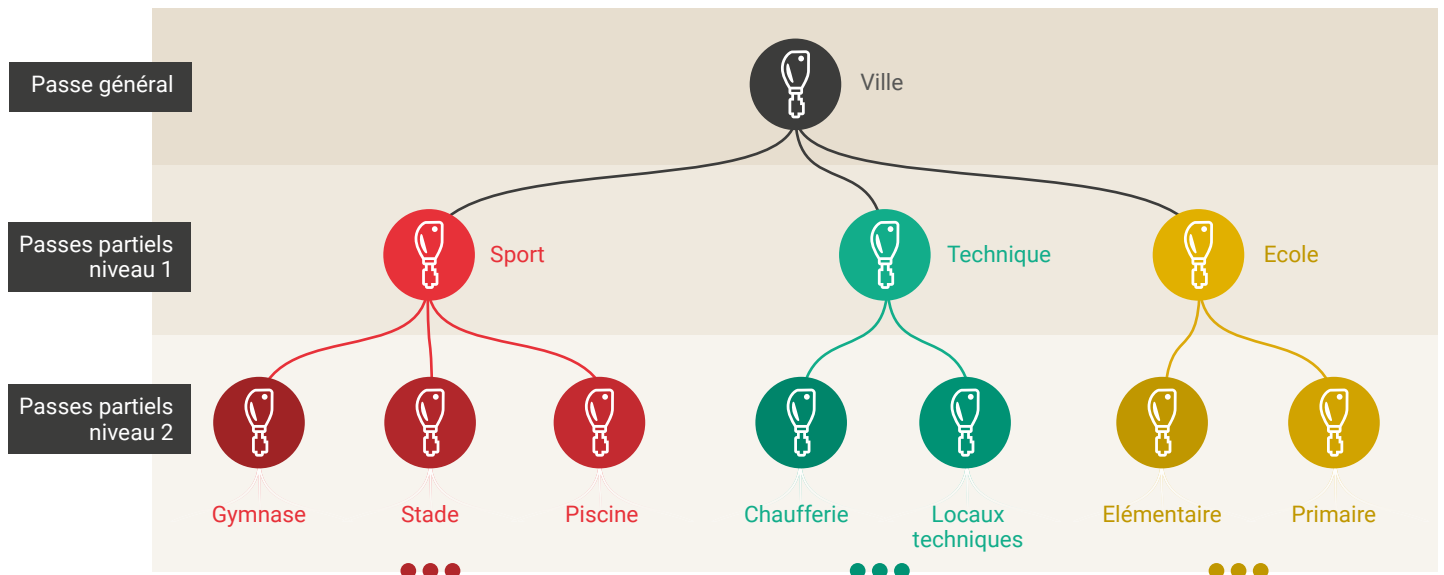 Passe général
Ville
Passes partiels
niveau 1
Sport
Technique
Ecole
Passes partiels
niveau 2
Gymnase
Stade
Piscine
Chaufferie
Locaux
techniques
Elémentaire
Primaire